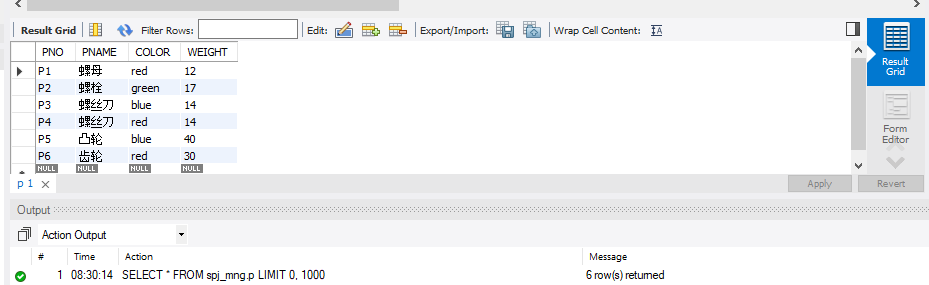 Result Grid Filter Rows: Edit: Export/Import: Wrap Cell Content:
PNO PNAME COLOR WEIGHT
P1 螺母 red 12
P2 螺栓 green 17
P3 螺丝刀 blue 14
P4 螺丝刀 red 14
P5 凸轮 blue 40
P6 齿轮 red 30
NULL NULL NULL NULL
Result
Grid
Form
Editor
p 1
Apply Revert
Output
Action Output
# Time Action Message
1 08:30:14 SELECT * FROM spj_mng.p LIMIT 0, 1000 6 row(s) returned